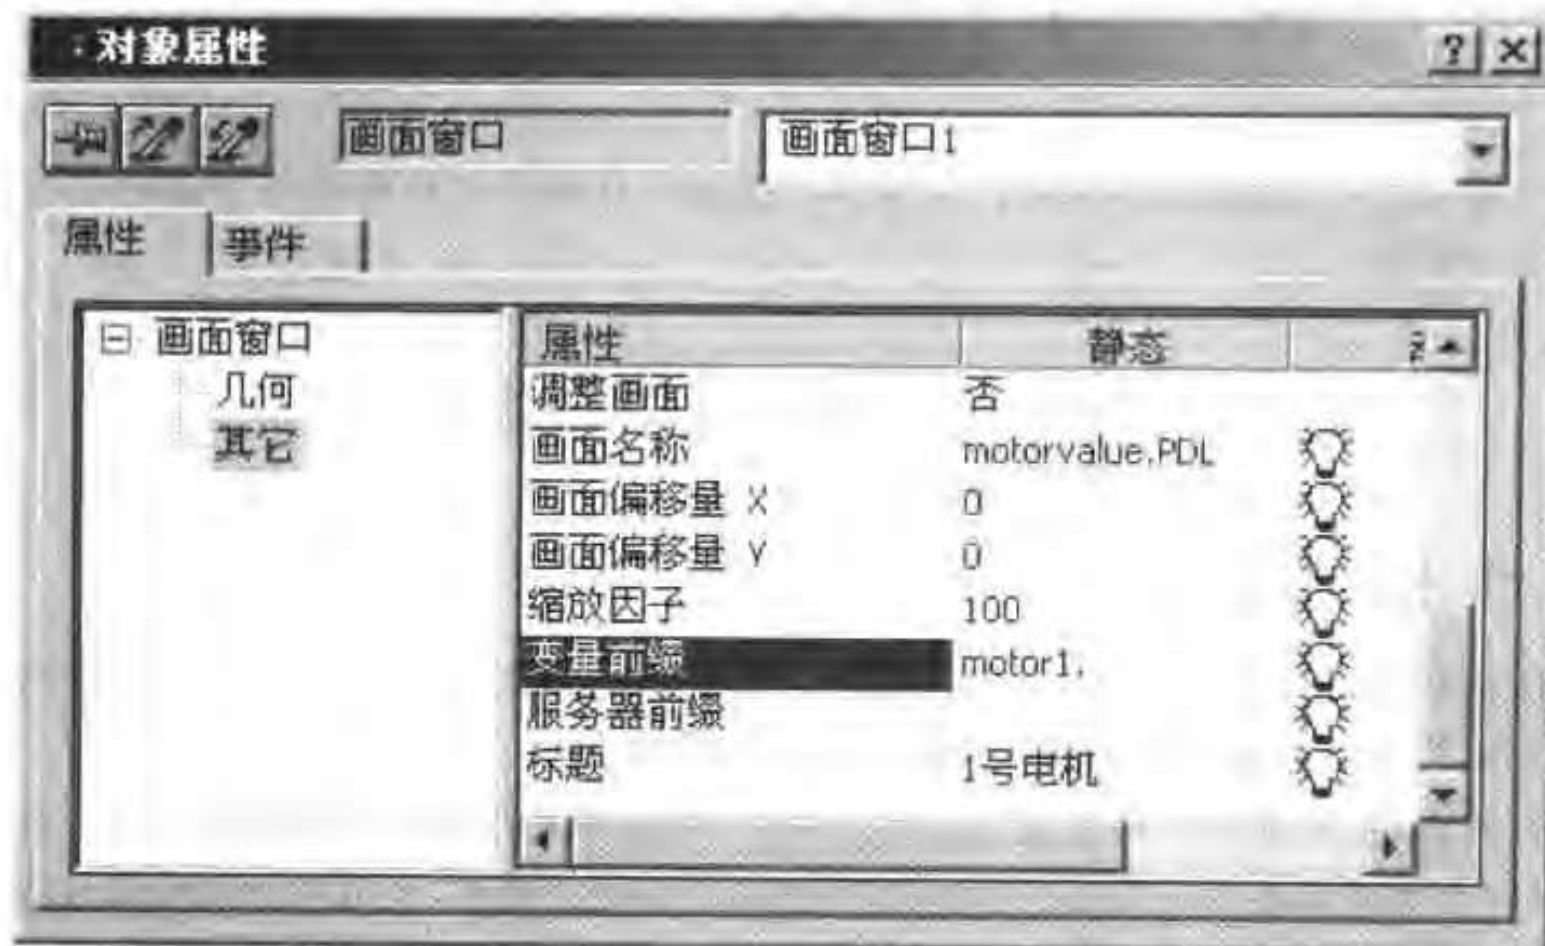 对象属性
画面窗口 画面窗口1
属性 事件
画面窗口 属性 静态
几何 调整画面 否
其它 画面名称 motorvalue.PDL
画面偏移量 X 0
画面偏移量 Y 0
缩放因子 100
变量前缀 motor1.
服务器前缀
标题 1号电机